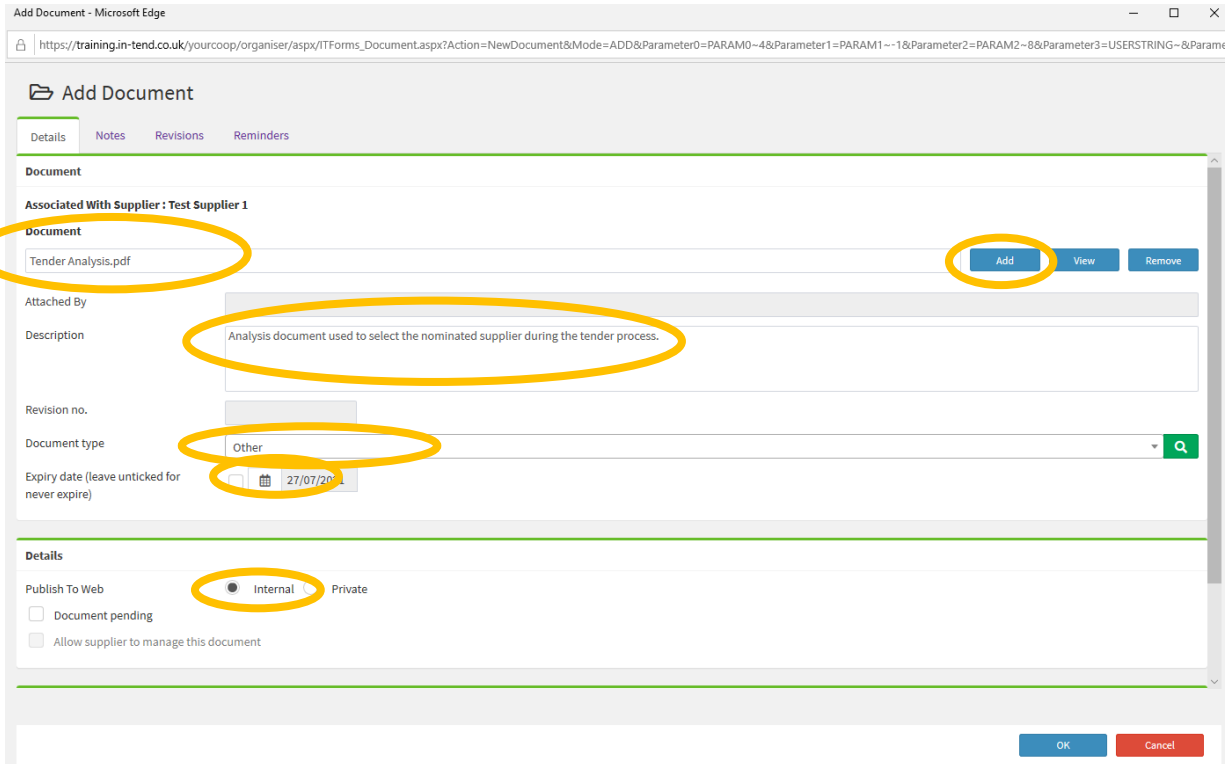 Add Document - Microsoft Edge
https://training.in-tend.co.uk/yourcoop/organiser/aspx/ITForms_Document.aspx?Action=NewDocument&Mode=ADD&Parameter0=PARAM0~4&Parameter1=PARAM1~-1&Parameter2=PARAM2~8&Parameter3=USERSTRING~&Parame
Add Document
Details Notes Revisions Reminders
Document
Associated With Supplier : Test Supplier 1
Document
Tender Analysis.pdf Add View Remove
Attached By
Description Analysis document used to select the nominated supplier during the tender process.
Revision no.
Document type Other
Expiry date (leave unticked for never expire) 27/07/2021
Details
Publish To Web Internal Private
Document pending
Allow supplier to manage this document
OK Cancel